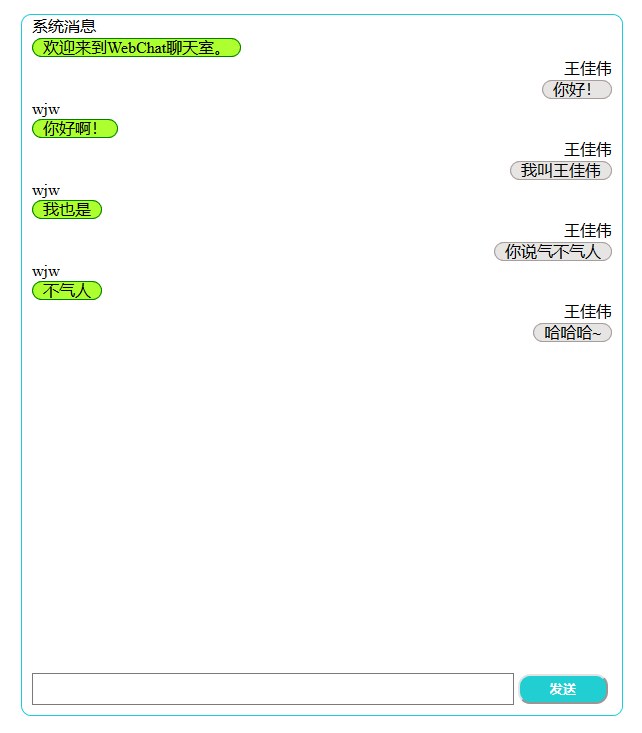 系统消息
欢迎来到WebChat聊天室。
王佳伟
你好！
wjw
你好啊！
王佳伟
我叫王佳伟
wjw
我也是
王佳伟
你说气不气人
wjw
不气人
王佳伟
哈哈哈~
发送